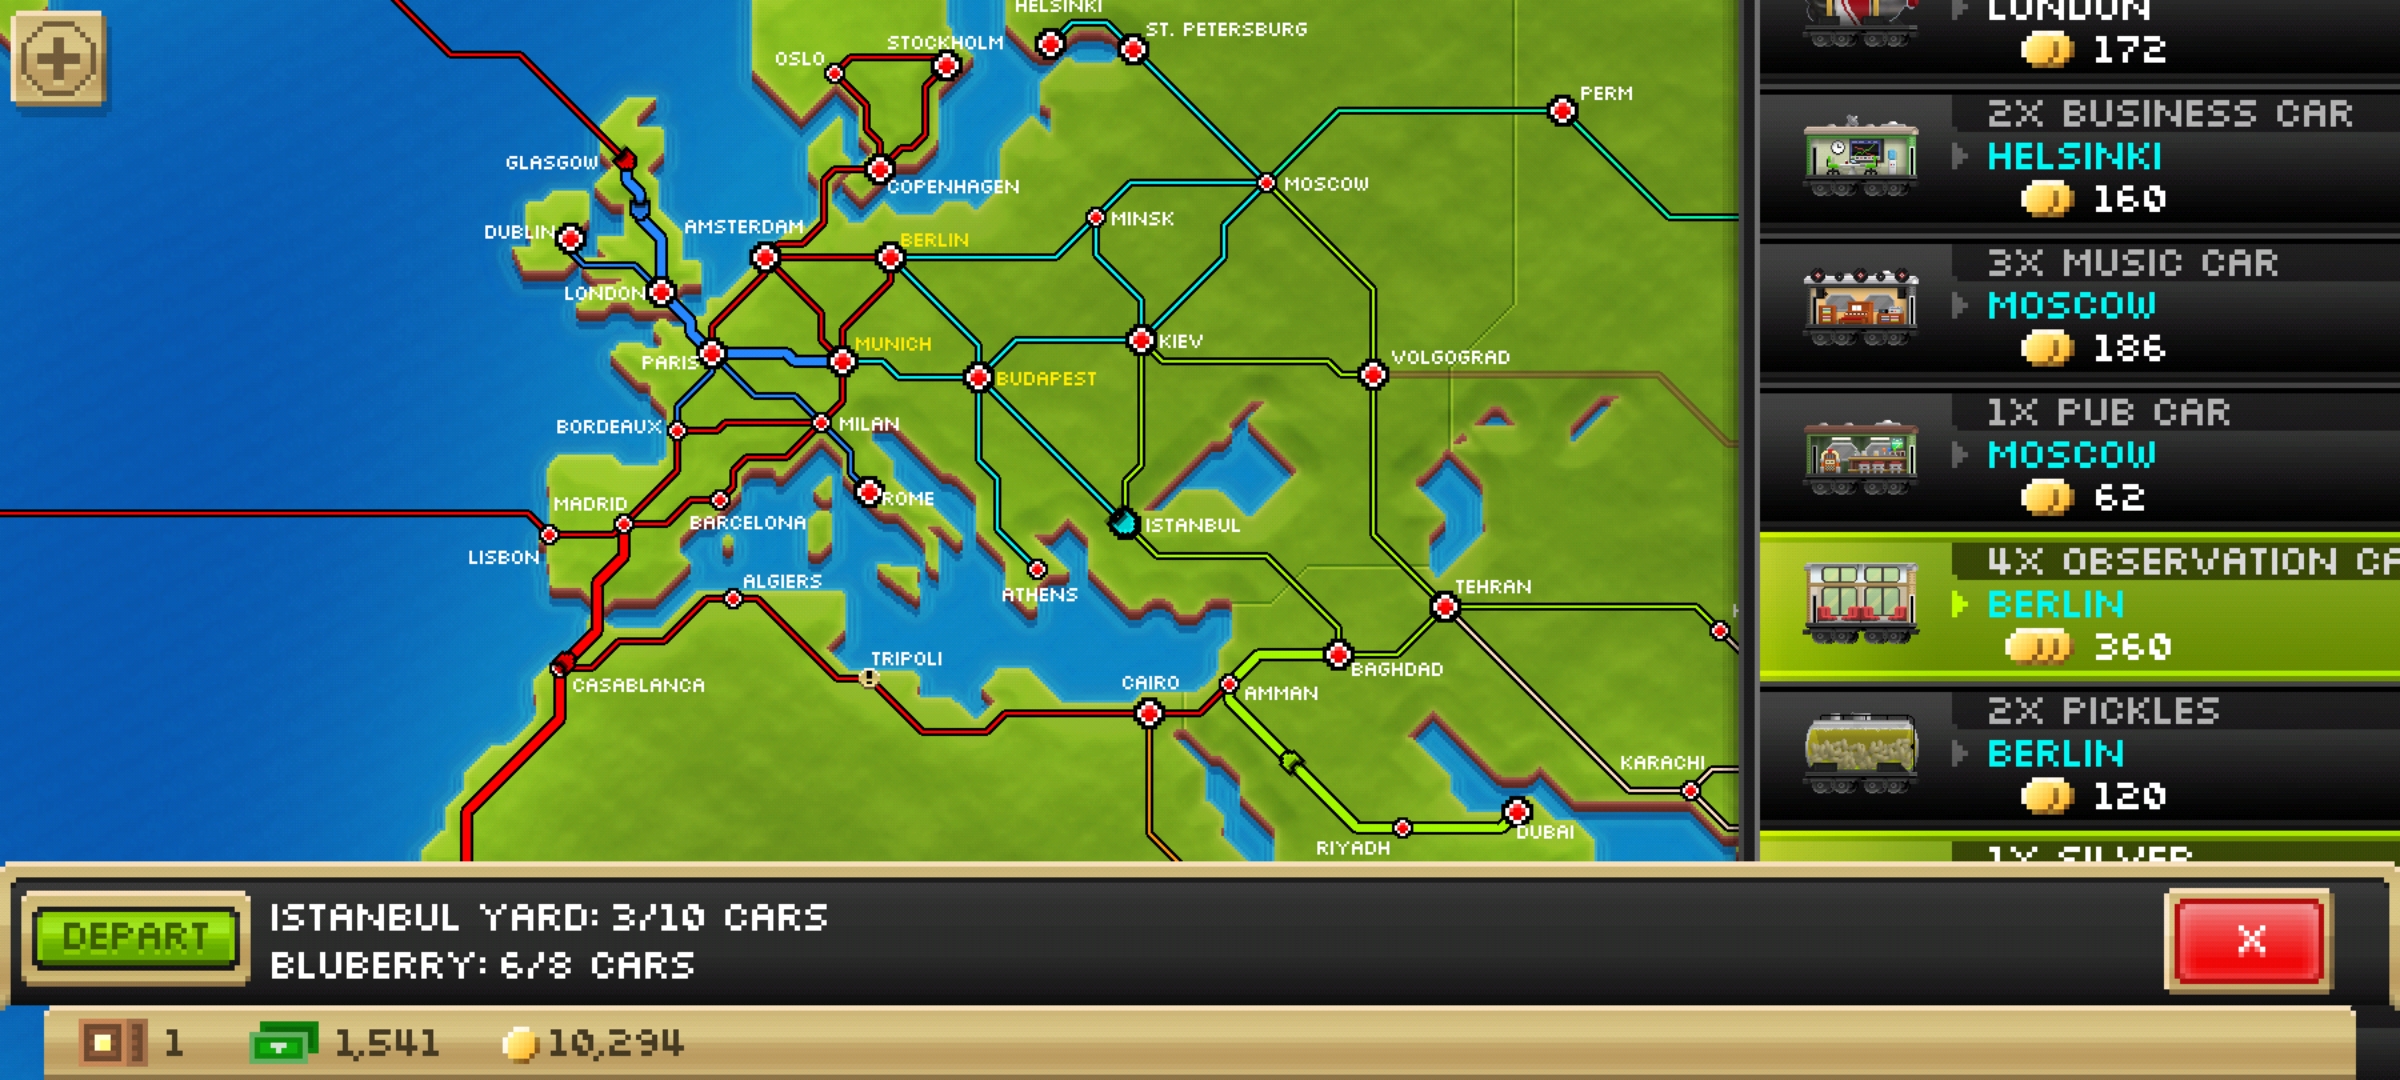 HELSINKI
ST. PETERSBURG
STOCKHOLM
OSLO
PERM
GLASGOW
COPENHAGEN
MOSCOW
MINSK
DUBLIN
AMSTERDAM
BERLIN
LONDON
KIEV
MUNICH
VOLGOGRAD
PARIS
BUDAPEST
BORDEAUX
MILAN
MADRID
ROME
BARCELONA
ISTANBUL
LISBON
ALGIERS
ATHENS
TEHRAN
TRIPOLI
CASABLANCA
CAIRO
BAGHDAD
AMMAN
KARACHI
DUBAI
RIYADH
LONDON
172
2X BUSINESS CAR
HELSINKI
160
3X MUSIC CAR
MOSCOW
186
1X PUB CAR
MOSCOW
62
4X OBSERVATION CA
BERLIN
360
2X PICKLES
BERLIN
120
1X SILVER
DEPART
ISTANBUL YARD: 3/10 CARS
BLUBERRY: 6/8 CARS
X
1
1,541
10,294